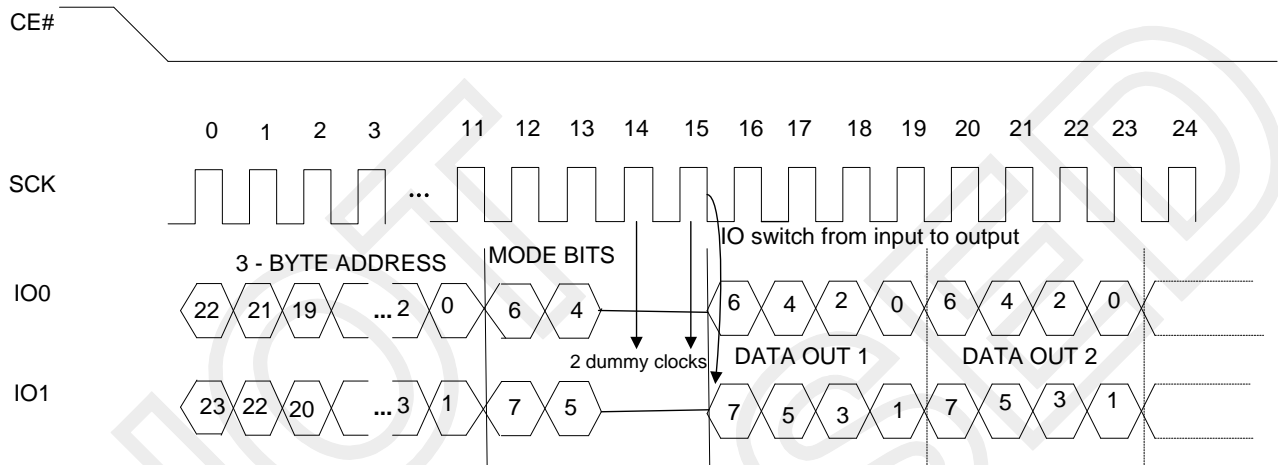 CE#
0 1 2 3 11 12 13 14 15 16 17 18 19 20 21 22 23 24
SCK ...
IO switch from input to output
3 - BYTE ADDRESS MODE BITS
IO0 22 21 19 ... 2 0 6 4 6 4 2 0 6 4 2 0
2 dummy clocks DATA OUT 1 DATA OUT 2
IO1 23 22 20 ... 3 1 7 5 7 5 3 1 7 5 3 1